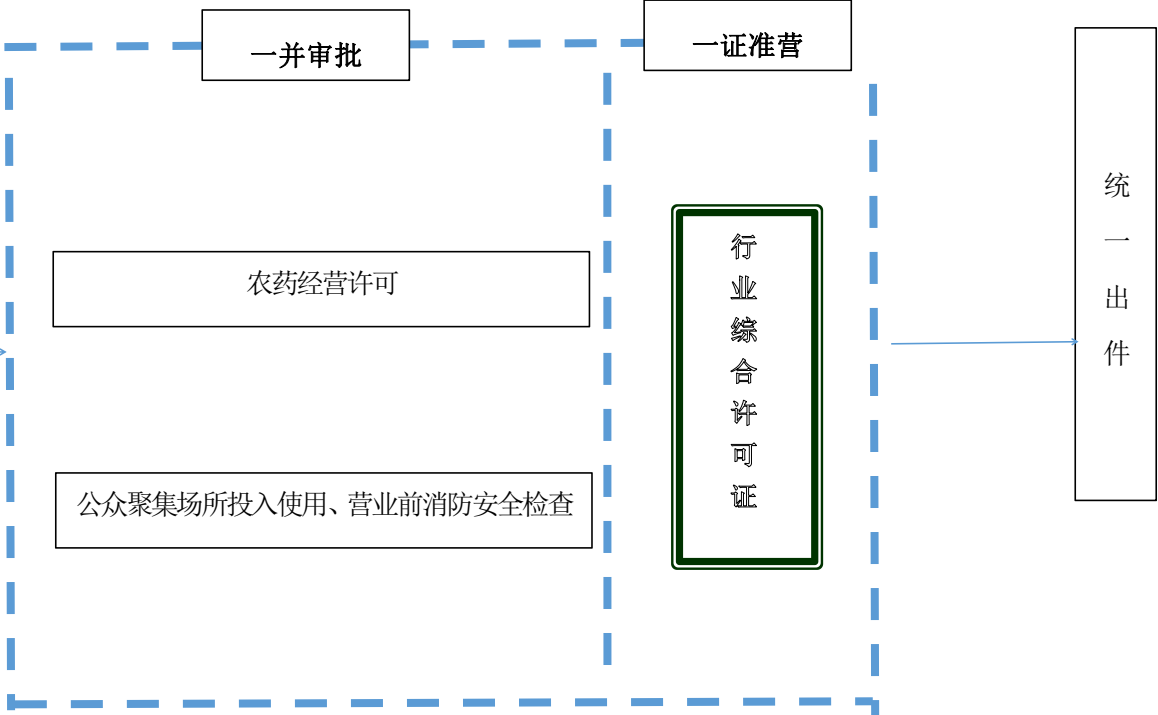 一并审批
一证准营
农药经营许可
公众聚集场所投入使用、营业前消防安全检查
行
业
综
合
许
可
证
统
一
出
件